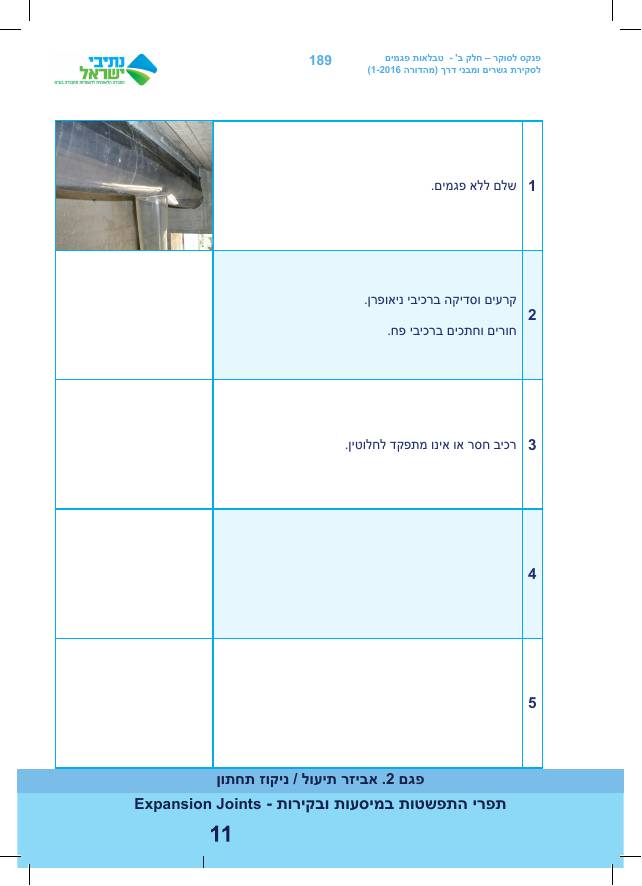 פנקס לסוקר – חלק ב' - טבלאות פגמים
לסקירת גשרים ומבני דרך (מהדורה 1-2016)
189
נתיבי
ישראל
1
שלם ללא פגמים.
2
קרעים וסדיקה ברכיבי ניאופרן.
חורים וחתכים ברכיבי פח.
3
רכיב חסר או אינו מתפקד לחלוטין.
4
5
פגם 2. אביזר תיעול / ניקוז תחתון
תפרי התפשטות במיסעות ובקירות - Expansion Joints
11